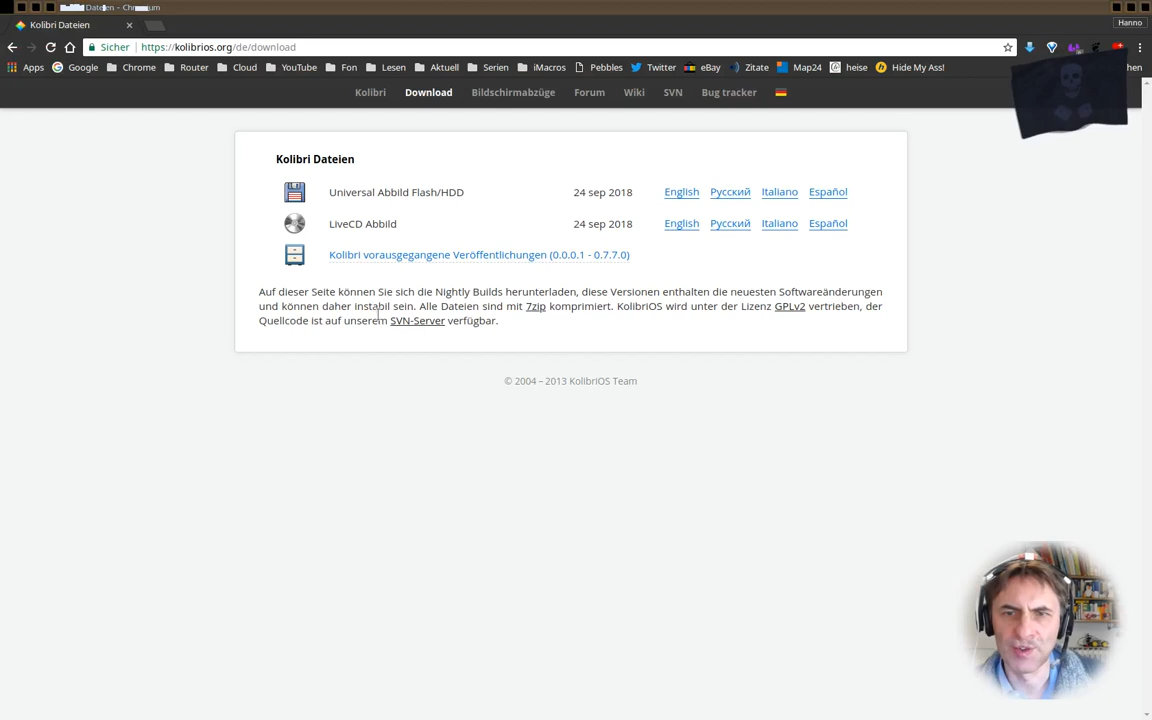 Dateien - Chromium
Kolibri Dateien
Hanno
Sicher https://kolibrios.org/de/download
Apps Google Chrome Router Cloud YouTube Fon Lesen Aktuell Serien iMacros Pebbles Twitter eBay Zitate Map24 heise Hide My Ass! hen
Kolibri Download Bildschirmabzüge Forum Wiki SVN Bug tracker
Kolibri Dateien
Universal Abbild Flash/HDD 24 sep 2018 English Русский Italiano Español
LiveCD Abbild 24 sep 2018 English Русский Italiano Español
Kolibri vorausgegangene Veröffentlichungen (0.0.0.1 - 0.7.7.0)
Auf dieser Seite können Sie sich die Nightly Builds herunterladen, diese Versionen enthalten die neuesten Softwareänderungen
und können daher instabil sein. Alle Dateien sind mit 7zip komprimiert. KolibriOS wird unter der Lizenz GPLv2 vertrieben, der
Quellcode ist auf unserem SVN-Server verfügbar.
© 2004 – 2013 KolibriOS Team